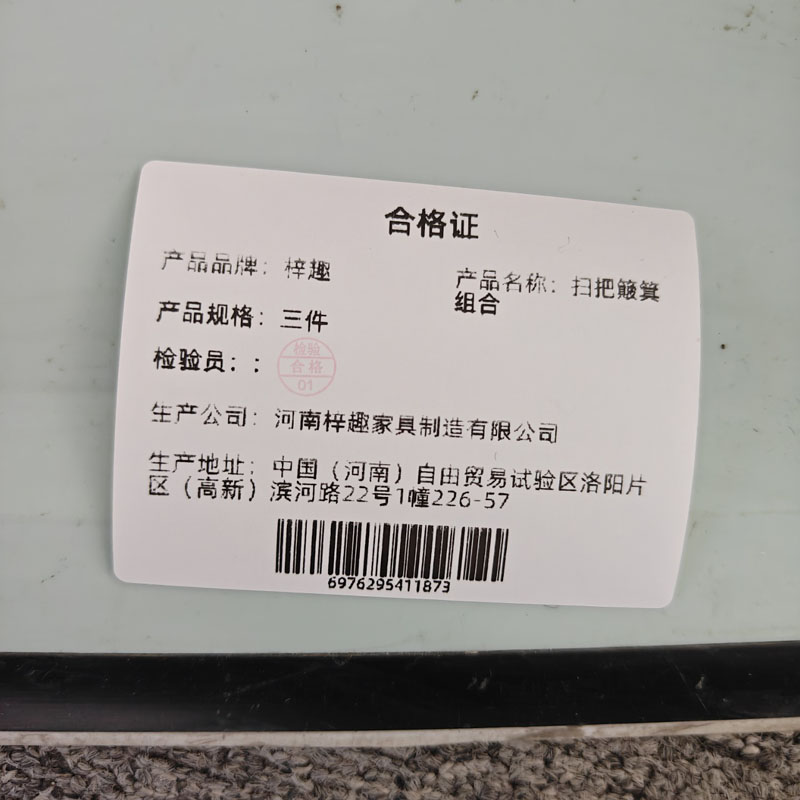 合格证
产品品牌：梓趣
产品名称：扫把簸箕
组合
产品规格：三件
检验员：：
检验
合格
01
生产公司：河南梓趣家具制造有限公司
生产地址：中国（河南）自由贸易试验区洛阳片
区（高新）滨河路22号1幢226-57
6976295411873